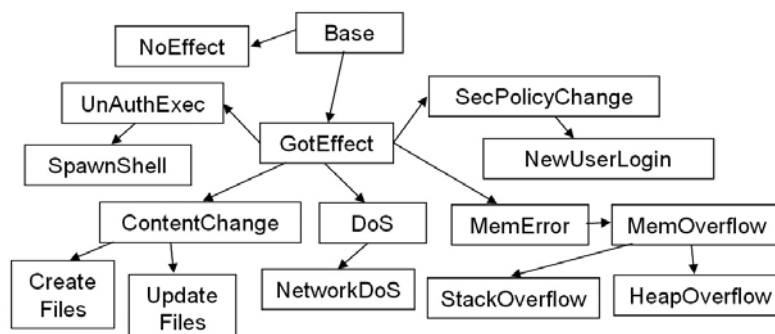 Base
NoEffect
UnAuthExec
SecPolicyChange
GotEffect
SpawnShell
NewUserLogin
ContentChange
DoS
MemError
MemOverflow
Create
Files
Update
Files
NetworkDoS
StackOverflow
HeapOverflow